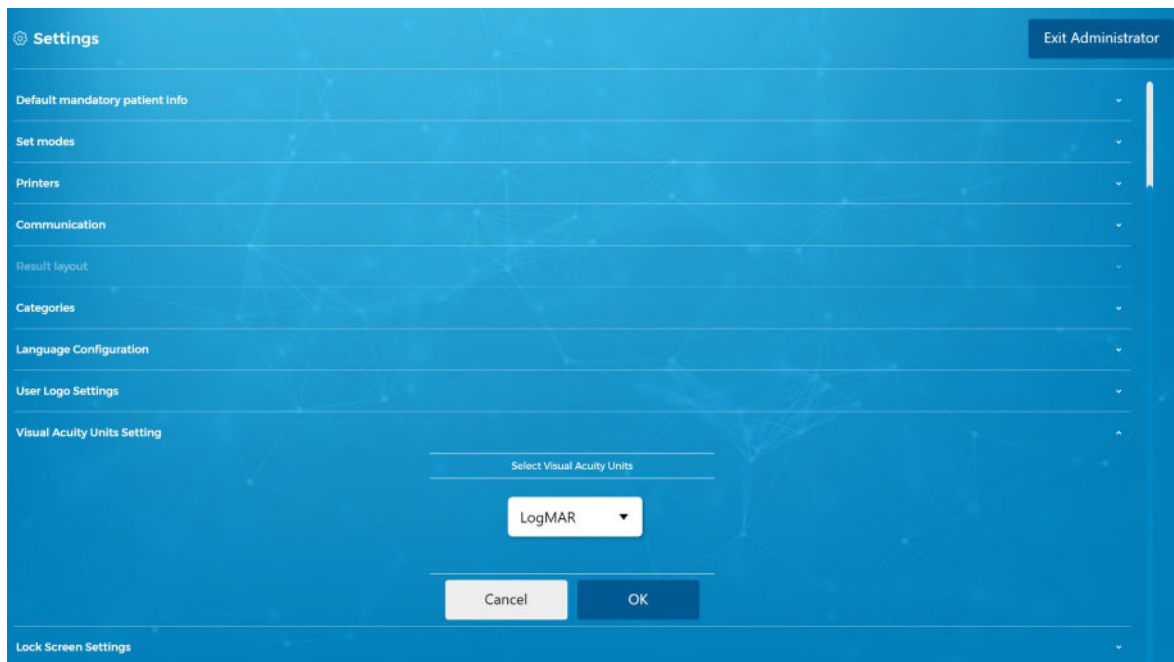 Settings
Exit Administrator
Default mandatory patient info
Set modes
Printers
Communication
Result layout
Categories
Language Configuration
User Logo Settings
Visual Acuity Units Setting
Select Visual Acuity Units
LogMAR
Cancel
OK
Lock Screen Settings